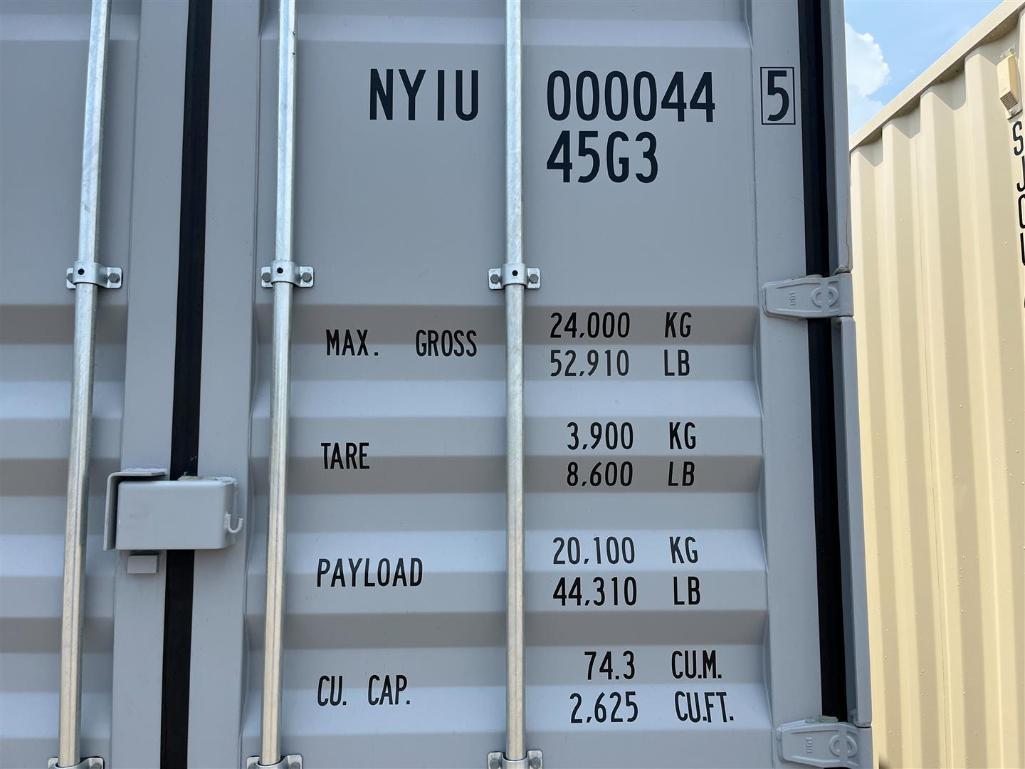 NYIU 000044 5
45G3
MAX. GROSS 24,000 KG
52,910 LB
TARE 3,900 KG
8,600 LB
PAYLOAD 20,100 KG
44,310 LB
CU. CAP. 74.3 CU.M.
2,625 CU.FT.